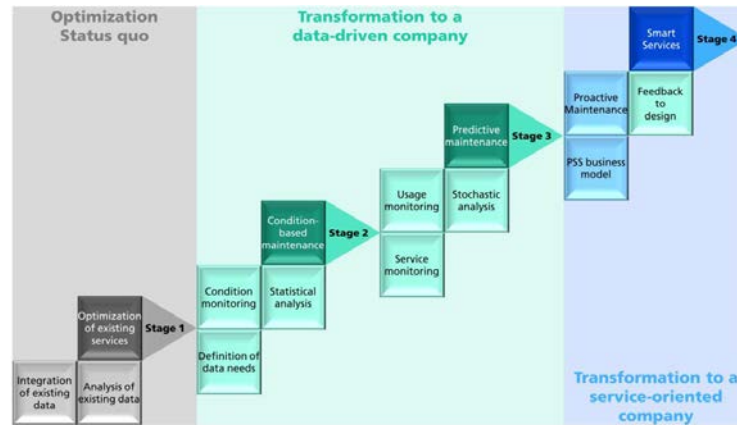 Optimization
Status quo
Transformation to a
data-driven company
Smart
Services
Stage 4
Proactive
Maintenance
Feedback
to
design
Predictive
maintenance
Stage 3
PSS business
model
Usage
monitoring
Stochastic
analysis
Condition-
based
maintenance
Stage 2
Service
monitoring
Condition
monitoring
Statistical
analysis
Optimization
of existing
services
Stage 1
Definition of
data needs
Integration
of existing
data
Analysis of
existing data
Transformation to a
service-oriented
company